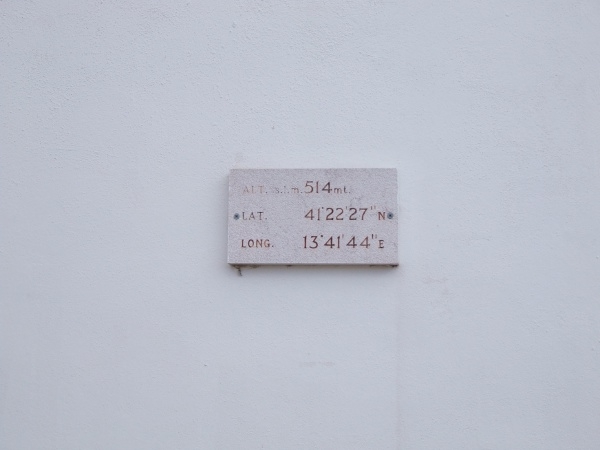 ALT. s.l.m. 514 mt.
LAT. 41°22'27" N
LONG. 13°41'44" E